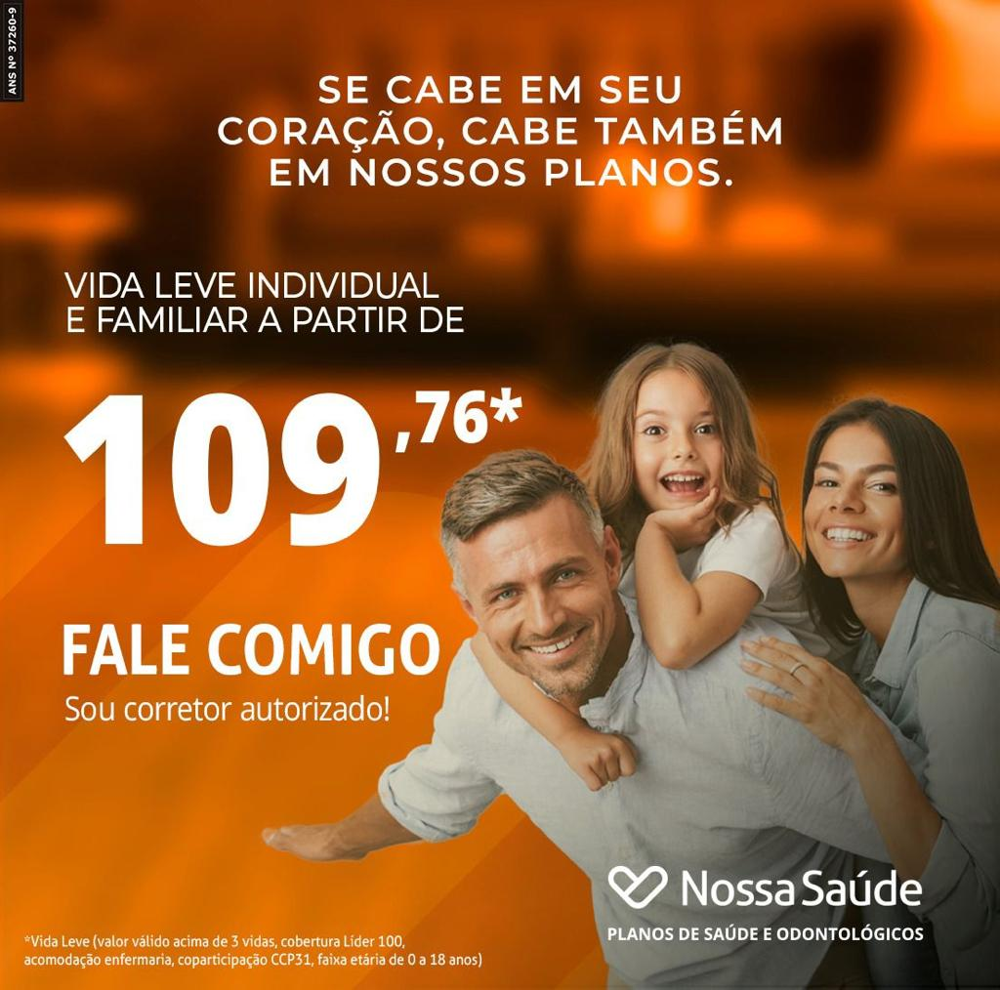 ANS Nº 37260-9
SE CABE EM SEU
CORAÇÃO, CABE TAMBÉM
EM NOSSOS PLANOS.
VIDA LEVE INDIVIDUAL
E FAMILIAR A PARTIR DE
109,76*
FALE COMIGO
Sou corretor autorizado!
Nossa Saúde
PLANOS DE SAÚDE E ODONTOLÓGICOS
*Vida Leve (valor válido acima de 3 vidas, cobertura Líder 100,
acomodação enfermaria, coparticipação CCP31, faixa etária de 0 a 18 anos)